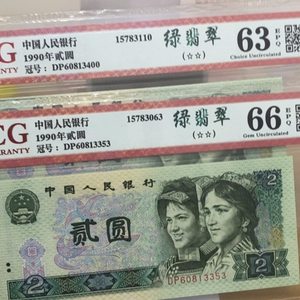 EG
RANTY
中国人民银行
1990年贰圆
冠号：DP60813400
15783110
绿翡翠
(☆☆)
63 EPQ
Choice Uncirculated
CG
ARRANTY
中国人民银行
1990年贰圆
冠号：DP60813353
15783063
绿翡翠
(☆☆)
66 EPQ
Gem Uncirculated
中国人民银行
贰圆
2
DP60813353
2